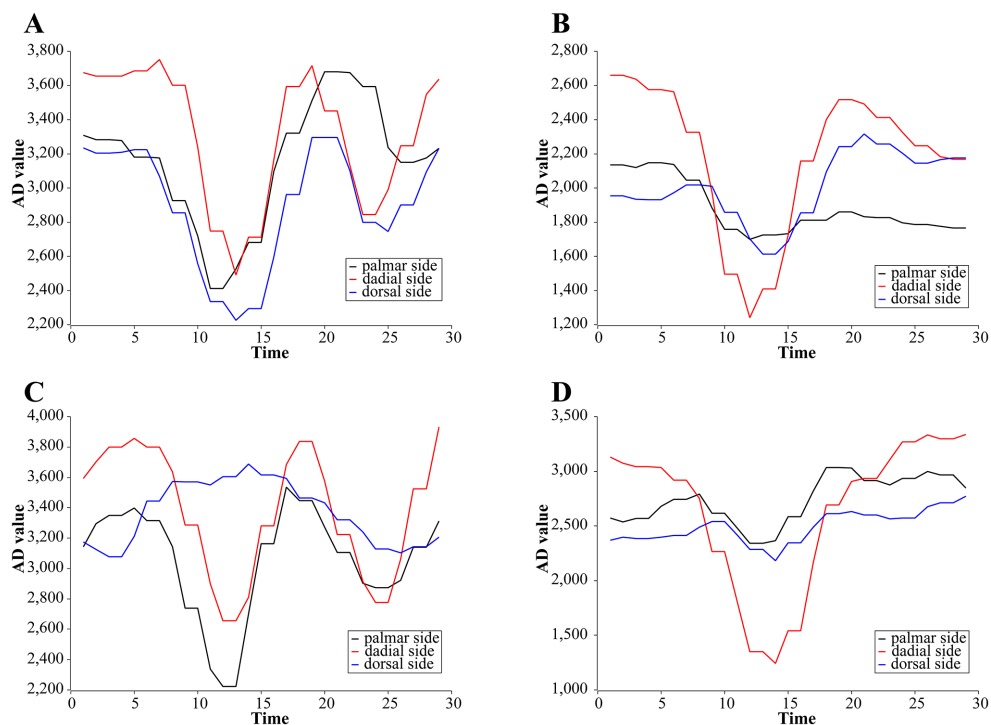 A
AD value
3,800
3,600
3,400
3,200
3,000
2,800
2,600
2,400
2,200
palmar side
dadial side
dorsal side
0 5 10 15 20 25 30
Time
B
AD value
2,800
2,600
2,400
2,200
2,000
1,800
1,600
1,400
1,200
palmar side
dadial side
dorsal side
0 5 10 15 20 25 30
Time
C
AD value
4,000
3,800
3,600
3,400
3,200
3,000
2,800
2,600
2,400
2,200
palmar side
dadial side
dorsal side
0 5 10 15 20 25 30
Time
D
AD value
3,500
3,000
2,500
2,000
1,500
1,000
palmar side
dadial side
dorsal side
0 5 10 15 20 25 30
Time